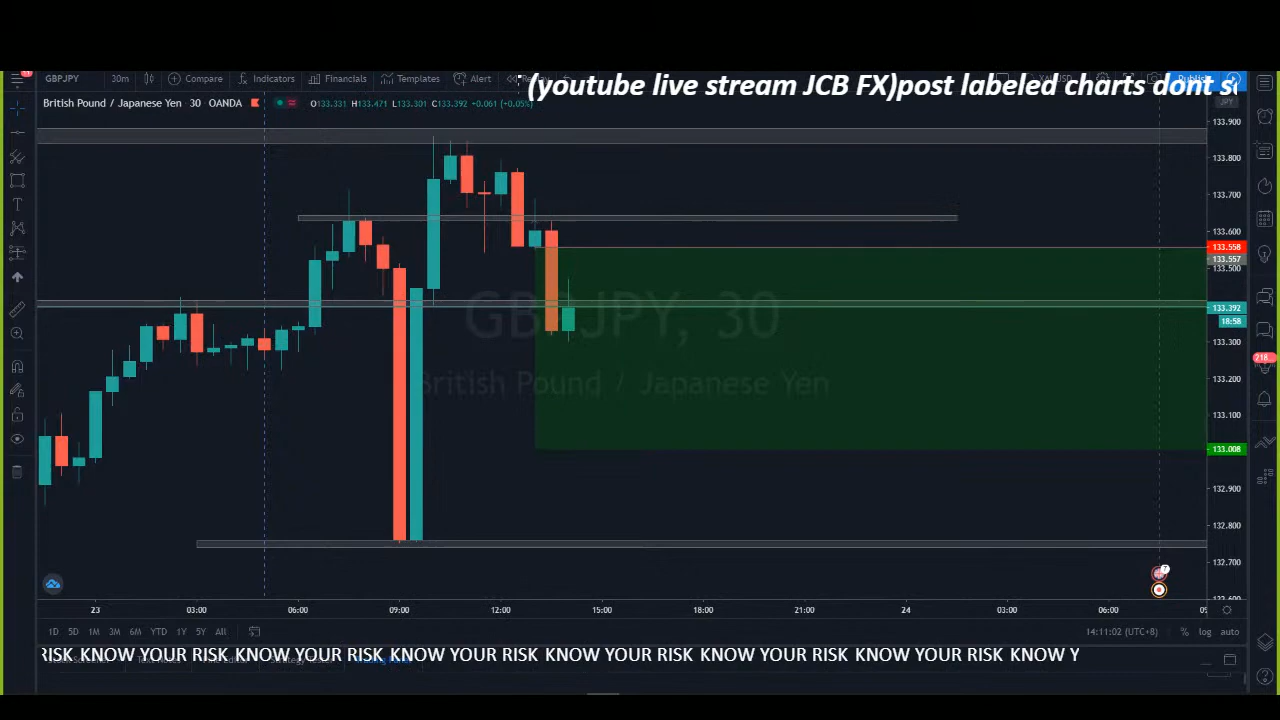 (youtube live stream JCB FX)post labeled charts dont s
GBPJPY 30m Compare Indicators Financials Templates Alert
British Pound / Japanese Yen 30 OANDA O133.331 H133.471 L133.301 C133.392 +0.061 (+0.05%)
JPY
133.900
133.800
133.700
133.600
133.558
133.557
133.500
133.392
18:58
133.300
133.200
133.100
133.008
132.900
132.800
132.700
GBPJPY, 30
British Pound / Japanese Yen
218
7
23 03:00 06:00 09:00 12:00 15:00 18:00 21:00 24 03:00 06:00
1D 5D 1M 3M 6M YTD 1Y 5Y All 14:11:02 (UTC+8) % log auto
RISK KNOW YOUR RISK KNOW YOUR RISK KNOW YOUR RISK KNOW YOUR RISK KNOW YOUR RISK KNOW YOUR RISK KNOW Y